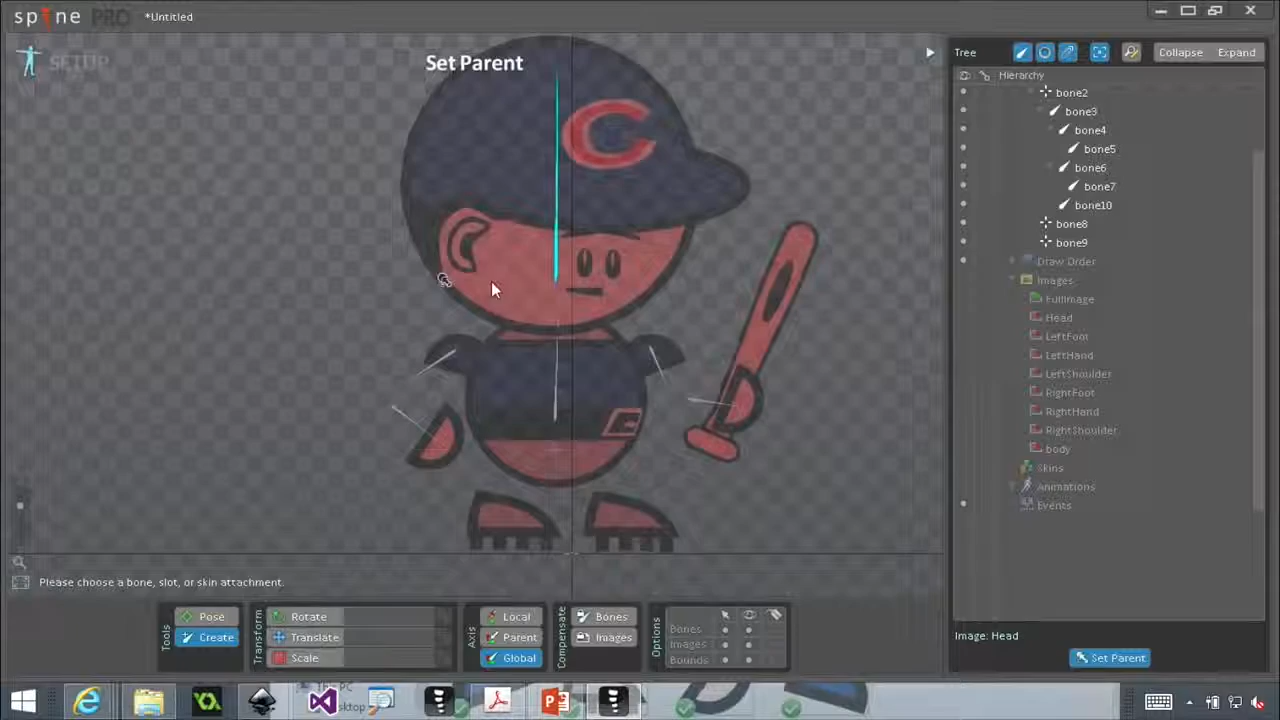 spine PRO *Untitled
SETUP
Set Parent
C
Tree
Collapse
Expand
Hierarchy
bone2
bone3
bone4
bone5
bone6
bone7
bone10
bone8
bone9
Draw Order
Images
FullImage
Head
LeftFoot
LeftHand
LeftShoulder
RightFoot
RightHand
RightShoulder
body
Skins
Animations
Events
Please choose a bone, slot, or skin attachment.
Tools
Pose
Create
Transform
Rotate
Translate
Scale
Axis
Local
Parent
Global
Compensate
Bones
Images
Options
Bones
Images
Bounds
Image: Head
Set Parent